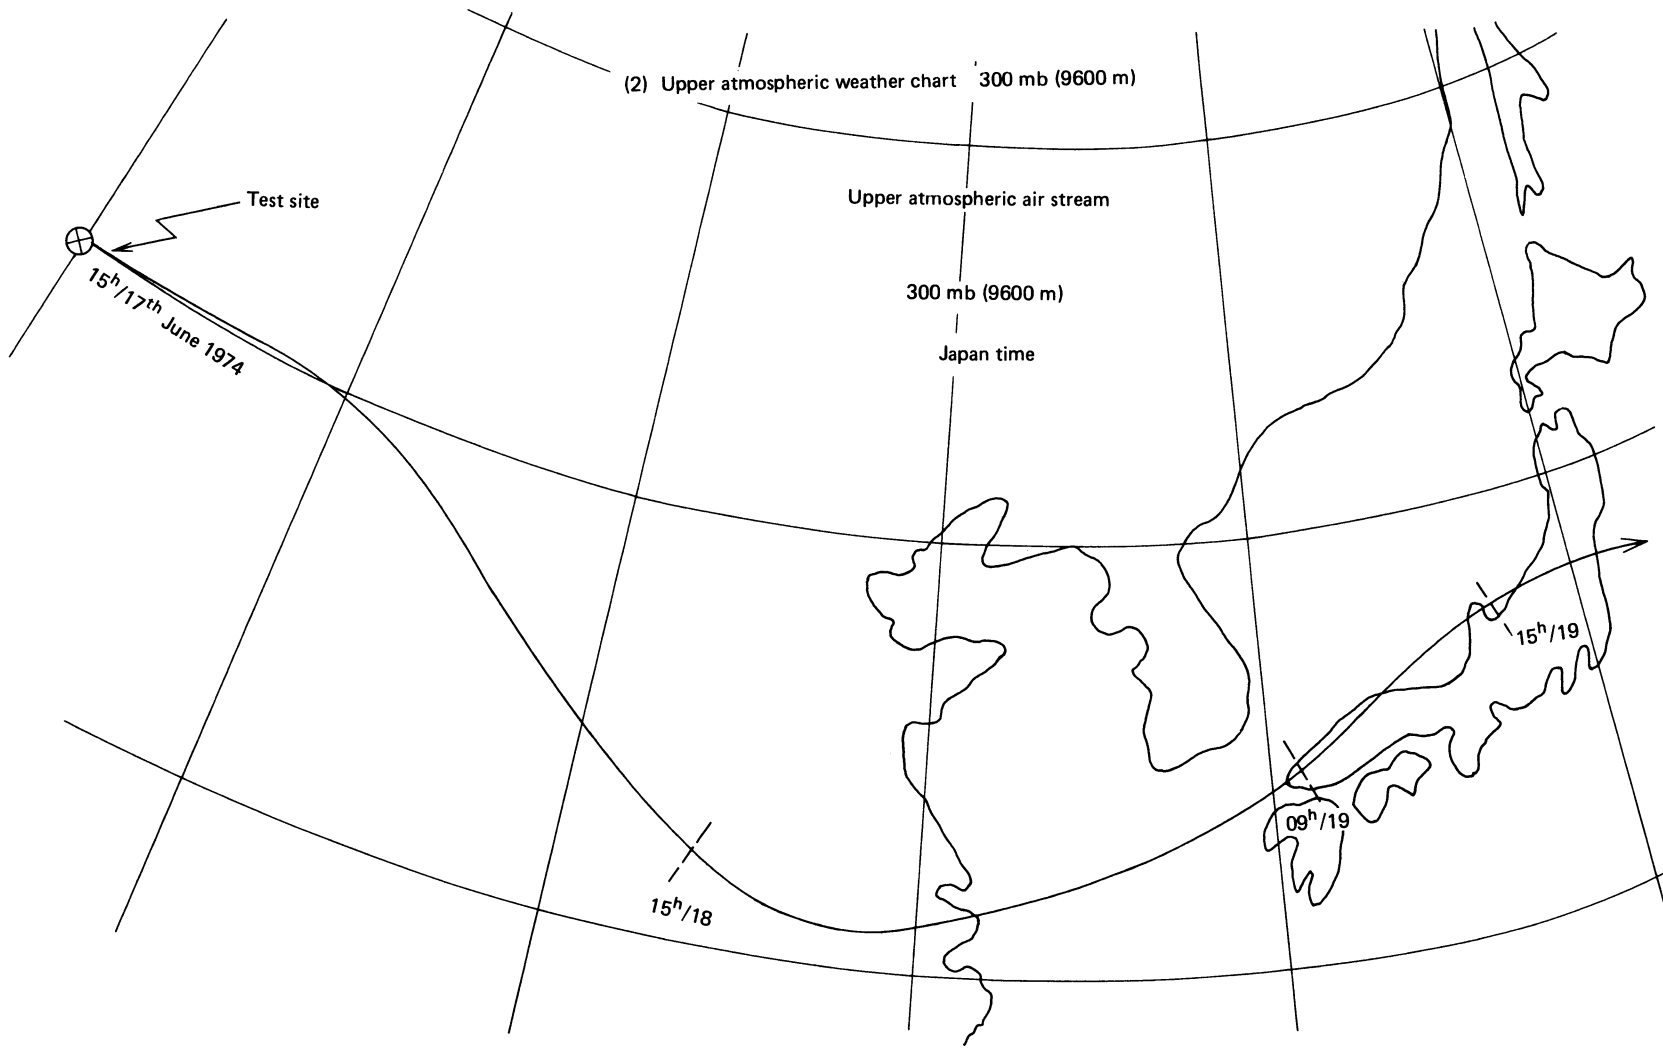 (2) Upper atmospheric weather chart 300 mb (9600 m)
Test site
Upper atmospheric air stream
15h/17th June 1974
300 mb (9600 m)
Japan time
15h/19
09h/19
15h/18